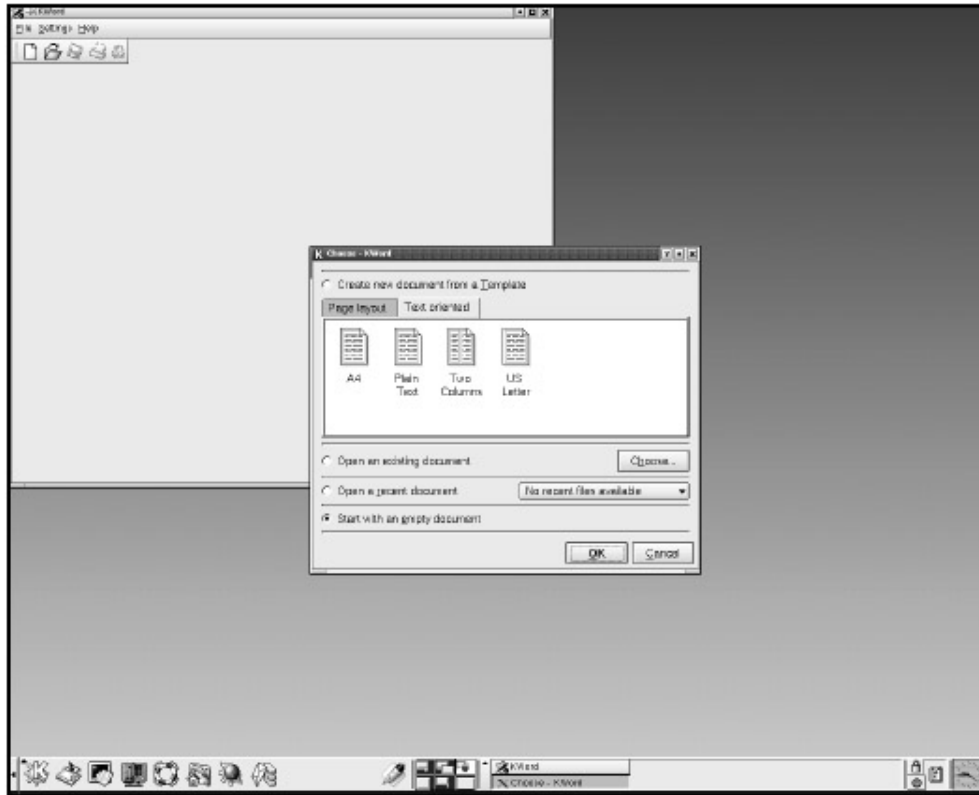 KWord
File Settings Help
Choose - KWord
Create new document from a Template
Page layout
Text oriented
A4
Plain Text
Two Columns
US Letter
Open an existing document
Choose...
Open a recent document
No recent files available
Start with an empty document
OK
Cancel
KWord
Choose - KWord